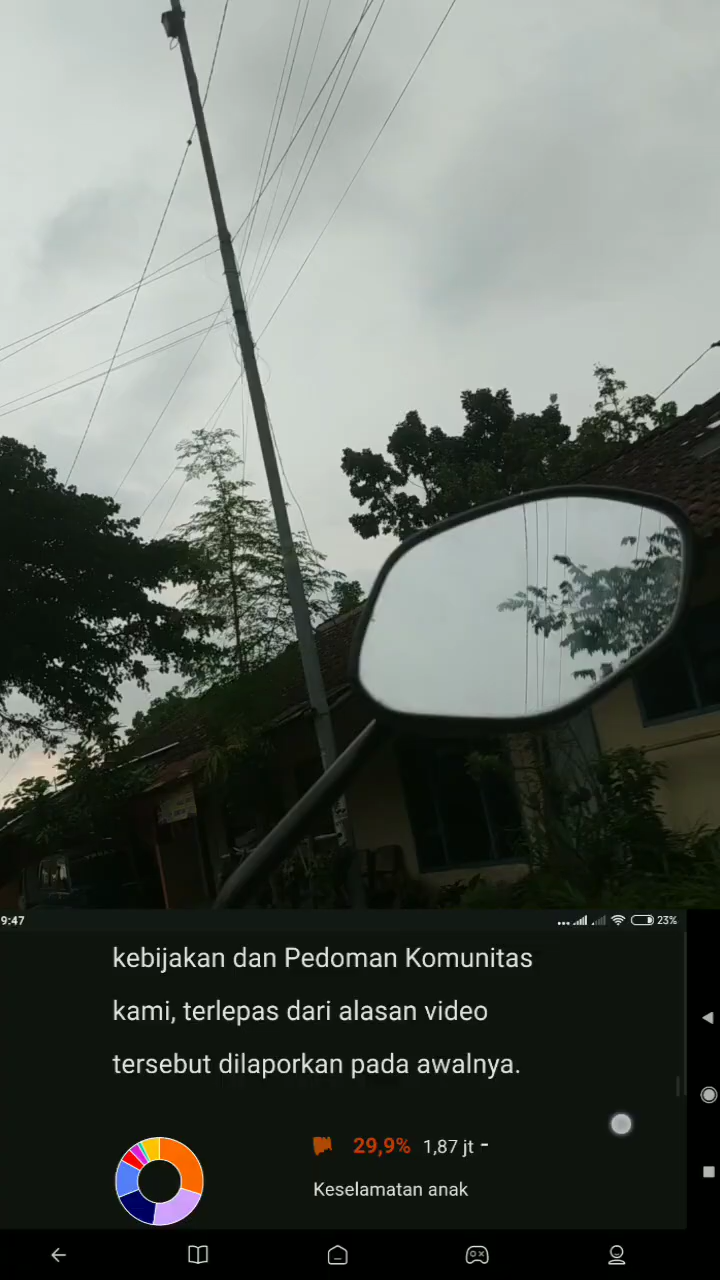 9:47
23%
kebijakan dan Pedoman Komunitas
kami, terlepas dari alasan video
tersebut dilaporkan pada awalnya.
29,9% 1,87 jt -
Keselamatan anak